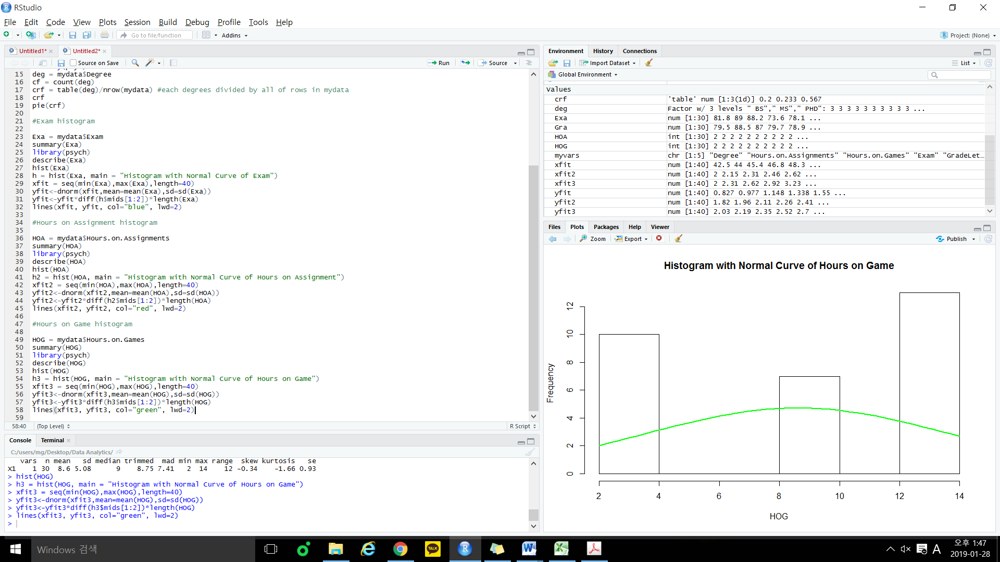 RStudio
File Edit Code View Plots Session Build Debug Profile Tools Help
Go to file/function Addins Project: (None)
Untitled1* Untitled2*
Source on Save Run Source
15 deg = mydata$Degree
16 cf = count(deg)
17 crf = table(deg)/nrow(mydata) #each degrees divided by all of rows in mydata
18 crf
19 pie(crf)
20
21 #Exam histogram
22
23 Exa = mydata$Exam
24 summary(Exa)
25 library(psych)
26 describe(Exa)
27 hist(Exa)
28 h = hist(Exa, main = "Histogram with Normal Curve of Exam")
29 xfit = seq(min(Exa),max(Exa),length=40)
30 yfit<-dnorm(xfit,mean=mean(Exa),sd=sd(Exa))
31 yfit<-yfit*diff(h$mids[1:2])*length(Exa)
32 lines(xfit, yfit, col="blue", lwd=2)
33
34 #Hours on Assignment histogram
35
36 HOA = mydata$Hours.on.Assignments
37 summary(HOA)
38 library(psych)
39 describe(HOA)
40 hist(HOA)
41 h2 = hist(HOA, main = "Histogram with Normal Curve of Hours on Assignment")
42 xfit2 = seq(min(HOA),max(HOA),length=40)
43 yfit2<-dnorm(xfit2,mean=mean(HOA),sd=sd(HOA))
44 yfit2<-yfit2*diff(h2$mids[1:2])*length(HOA)
45 lines(xfit2, yfit2, col="red", lwd=2)
46
47 #Hours on Game histogram
48
49 HOG = mydata$Hours.on.Games
50 summary(HOG)
51 library(psych)
52 describe(HOG)
53 hist(HOG)
54 h3 = hist(HOG, main = "Histogram with Normal Curve of Hours on Game")
55 xfit3 = seq(min(HOG),max(HOG),length=40)
56 yfit3<-dnorm(xfit3,mean=mean(HOG),sd=sd(HOG))
57 yfit3<-yfit3*diff(h3$mids[1:2])*length(HOG)
58 lines(xfit3, yfit3, col="green", lwd=2)
59
58:40 (Top Level) R Script
Console Terminal
C:/users/mg/Desktop/Data Analytics/
vars n mean sd median trimmed mad min max range skew kurtosis se
X1 1 30 8.6 5.08 9 8.75 7.41 2 14 12 -0.34 -1.66 0.93
> hist(HOG)
> h3 = hist(HOG, main = "Histogram with Normal Curve of Hours on Game")
> xfit3 = seq(min(HOG),max(HOG),length=40)
> yfit3<-dnorm(xfit3,mean=mean(HOG),sd=sd(HOG))
> yfit3<-yfit3*diff(h3$mids[1:2])*length(HOG)
> lines(xfit3, yfit3, col="green", lwd=2)
>
Environment History Connections
Import Dataset List
Global Environment
Values
crf 'table' num [1:3(1d)] 0.2 0.233 0.567
deg Factor w/ 3 levels " BS"," MS"," PHD": 3 3 3 3 3 3 3 3 3 3 ...
Exa num [1:30] 81.8 89 88.2 73.6 78.1 ...
Gra num [1:30] 79.5 88.5 87 79.7 78.9 ...
HOA int [1:30] 2 2 2 2 2 2 2 2 2 2 ...
HOG int [1:30] 2 2 2 2 2 2 2 2 2 2 ...
myvars chr [1:5] "Degree" "Hours.on.Assignments" "Hours.on.Games" "Exam" "GradeLet...
xfit num [1:40] 42.5 44 45.4 46.8 48.3 ...
xfit2 num [1:40] 2 2.15 2.31 2.46 2.62 ...
xfit3 num [1:40] 2 2.31 2.62 2.92 3.23 ...
yfit num [1:40] 0.827 0.977 1.148 1.338 1.55 ...
yfit2 num [1:40] 1.82 1.96 2.11 2.26 2.41 ...
yfit3 num [1:40] 2.03 2.19 2.35 2.52 2.7 ...
Files Plots Packages Help Viewer
Zoom Export Publish
Histogram with Normal Curve of Hours on Game
Frequency
12
10
8
6
4
2
0
2 4 6 8 10 12 14
HOG
Windows 검색
TALK
A
오후 1:47
2019-01-28